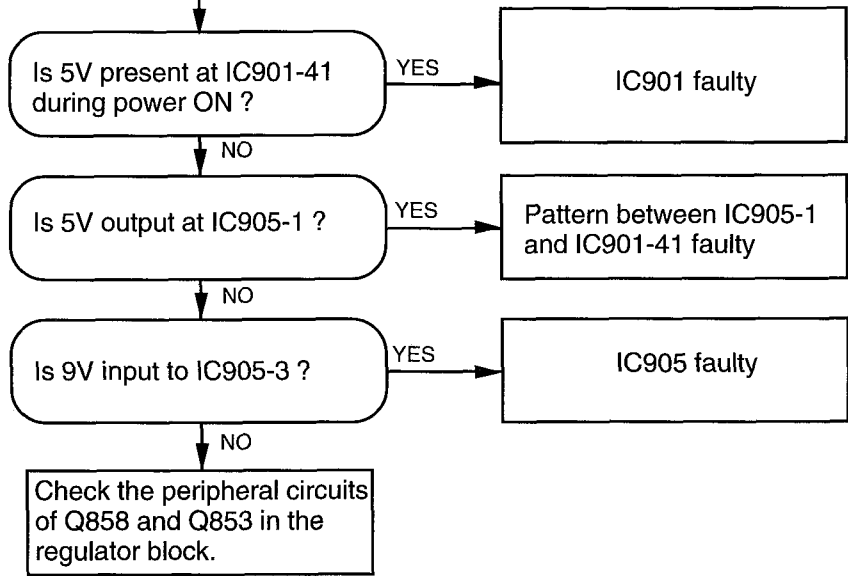 Is 5V present at IC901-41
during power ON ?
YES
IC901 faulty
NO
Is 5V output at IC905-1 ?
YES
Pattern between IC905-1
and IC901-41 faulty
NO
Is 9V input to IC905-3 ?
YES
IC905 faulty
NO
Check the peripheral circuits
of Q858 and Q853 in the
regulator block.